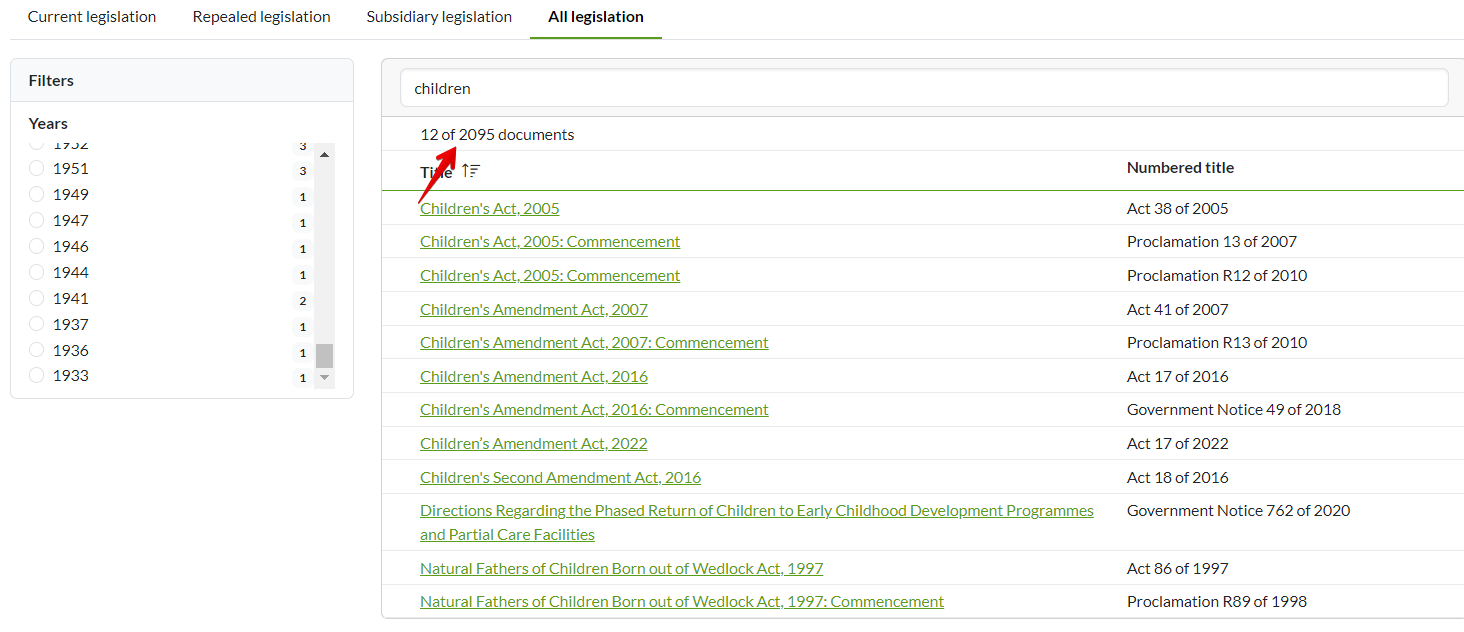 Current legislation Repealed legislation Subsidiary legislation All legislation
Filters
Years
1952 3
1951 3
1949 1
1947 1
1946 1
1944 1
1941 2
1937 1
1936 1
1933 1
children
12 of 2095 documents
Title Numbered title
Children's Act, 2005 Act 38 of 2005
Children's Act, 2005: Commencement Proclamation 13 of 2007
Children's Act, 2005: Commencement Proclamation R12 of 2010
Children's Amendment Act, 2007 Act 41 of 2007
Children's Amendment Act, 2007: Commencement Proclamation R13 of 2010
Children's Amendment Act, 2016 Act 17 of 2016
Children's Amendment Act, 2016: Commencement Government Notice 49 of 2018
Children’s Amendment Act, 2022 Act 17 of 2022
Children's Second Amendment Act, 2016 Act 18 of 2016
Directions Regarding the Phased Return of Children to Early Childhood Development Programmes Government Notice 762 of 2020
and Partial Care Facilities
Natural Fathers of Children Born out of Wedlock Act, 1997 Act 86 of 1997
Natural Fathers of Children Born out of Wedlock Act, 1997: Commencement Proclamation R89 of 1998